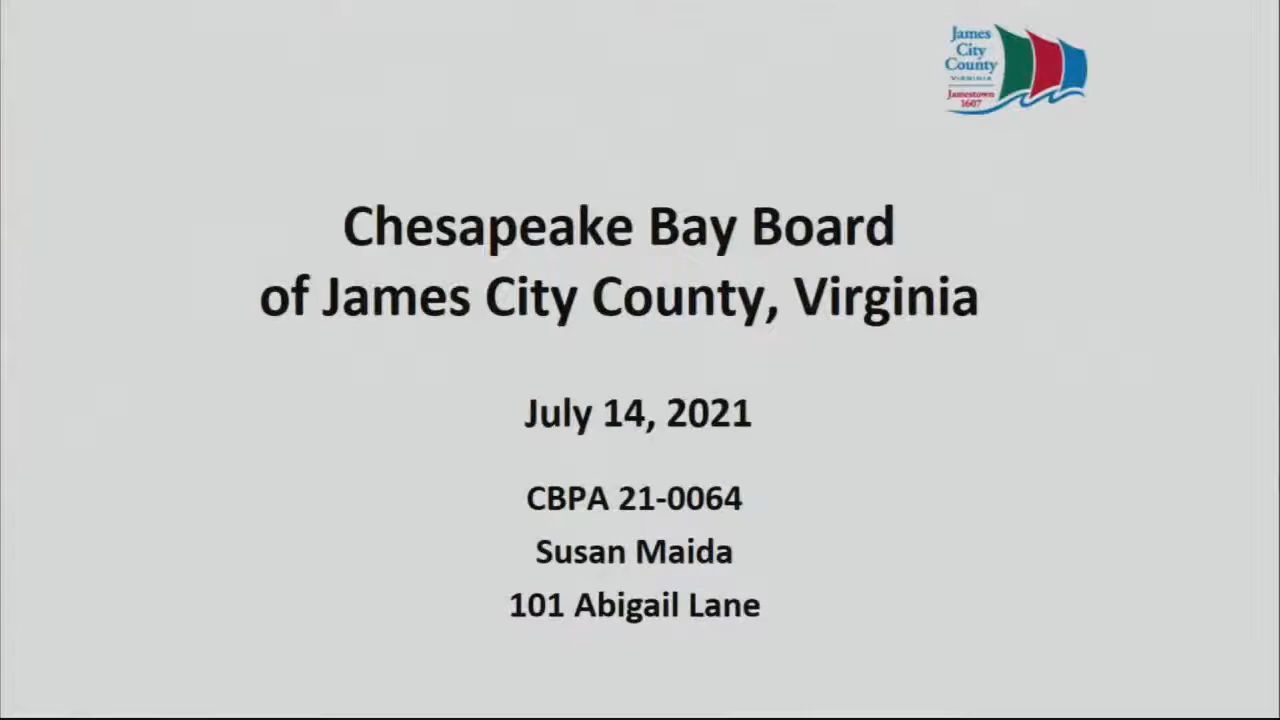 James
City
County
VIRGINIA
Jamestown
1607
Chesapeake Bay Board
of James City County, Virginia
July 14, 2021
CBPA 21-0064
Susan Maida
101 Abigail Lane